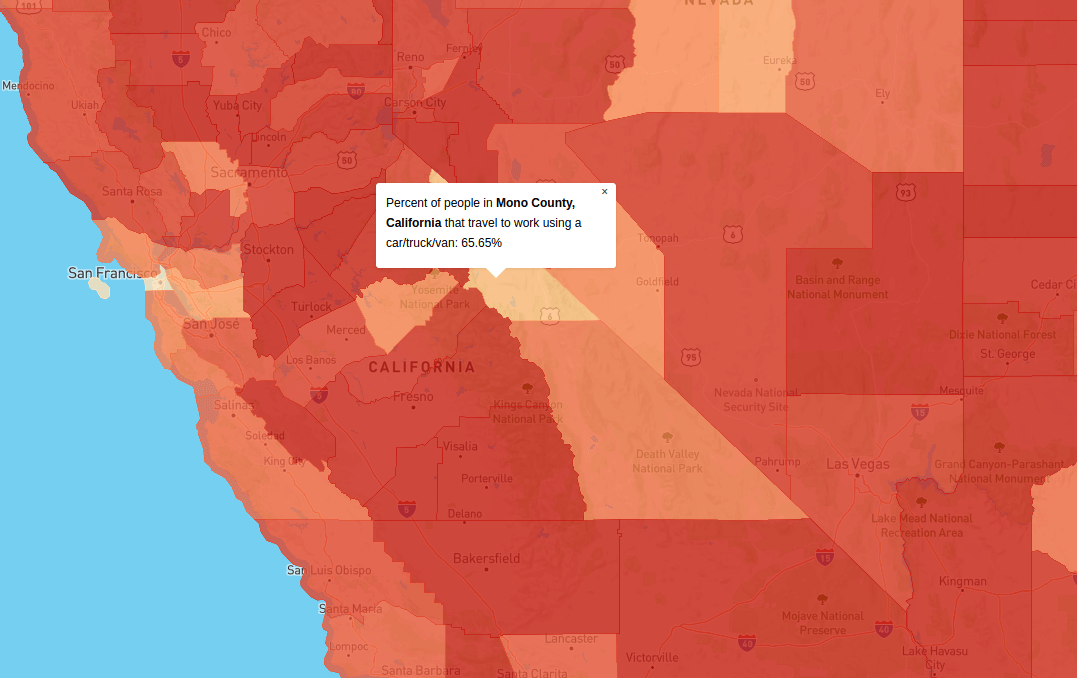 NEVADA
101
Chico
5
Reno
Fernley
50
Eureka
50
Mendocino
Ukiah
80
Yuba City
Carson City
Ely
Lincoln
50
Sacramento
Santa Rosa
93
×
Percent of people in Mono County,
California that travel to work using a
car/truck/van: 65.65%
6
Tonopah
Stockton
San Francisco
Basin and Range
National Monument
Goldfield
Cedar Ci
Yosemite
National Park
Turlock
6
San José
Merced
Dixie National Forest
St. George
Los Banos
95
CALIFORNIA
5
Fresno
Kings Canyon
National Park
Nevada National
Security Site
Mesquite
15
Salinas
Soledad
King City
Visalia
Death Valley
National Park
Pahrump
Las Vegas
Grand Canyon-Parashant
National Monument
Porterville
5
Delano
Lake Mead National
Recreation Area
Bakersfield
15
San Luis Obispo
Kingman
Santa Maria
Mojave National
Preserve
40
40
Lompoc
Lancaster
Victorville
Lake Havasu
City
Santa Barbara
Santa Clarita